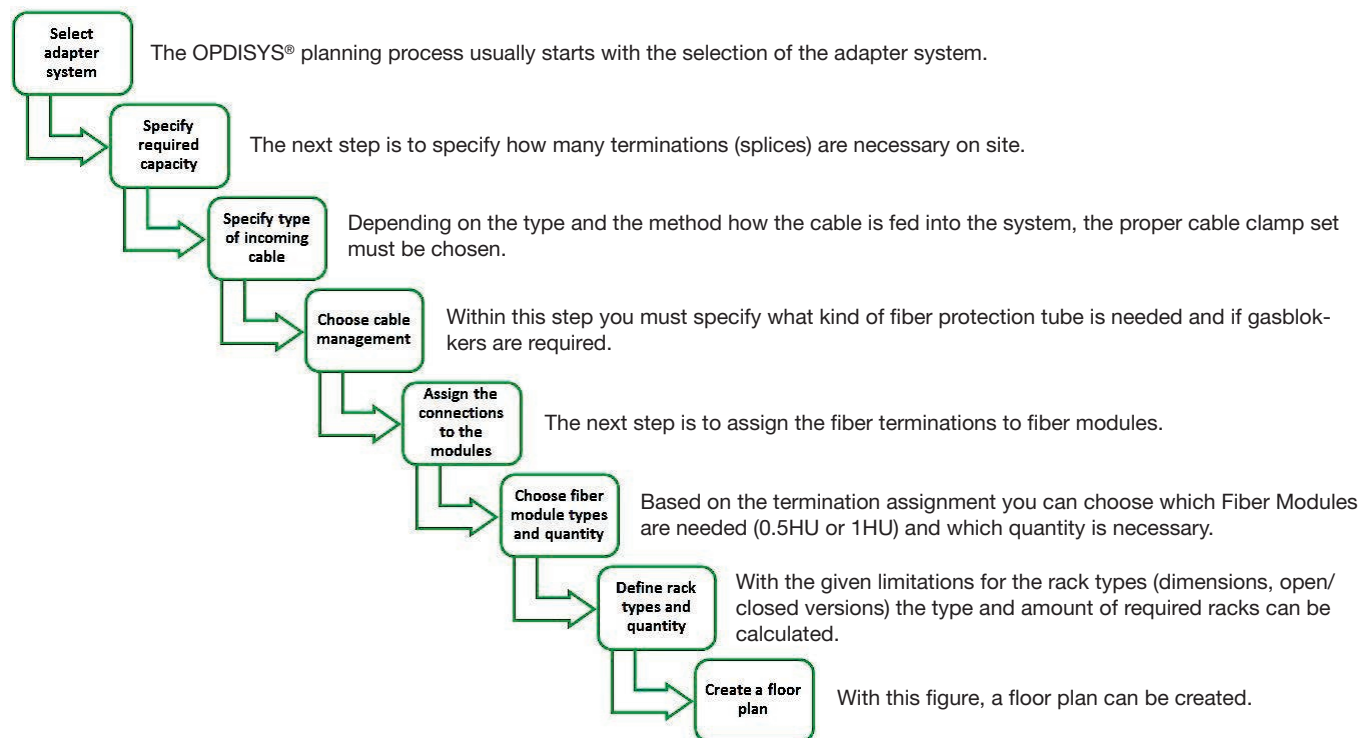 Select
adapter
system
The OPDISYS® planning process usually starts with the selection of the adapter system.
Specify
required
capacity
The next step is to specify how many terminations (splices) are necessary on site.
Specify type
of incoming
cable
Depending on the type and the method how the cable is fed into the system, the proper cable clamp set
must be chosen.
Choose cable
management
Within this step you must specify what kind of fiber protection tube is needed and if gasblok-
kers are required.
Assign the
connections
to the
modules
The next step is to assign the fiber terminations to fiber modules.
Choose fiber
module types
and quantity
Based on the termination assignment you can choose which Fiber Modules
are needed (0.5HU or 1HU) and which quantity is necessary.
Define rack
types and
quantity
With the given limitations for the rack types (dimensions, open/
closed versions) the type and amount of required racks can be
calculated.
Create a floor
plan
With this figure, a floor plan can be created.